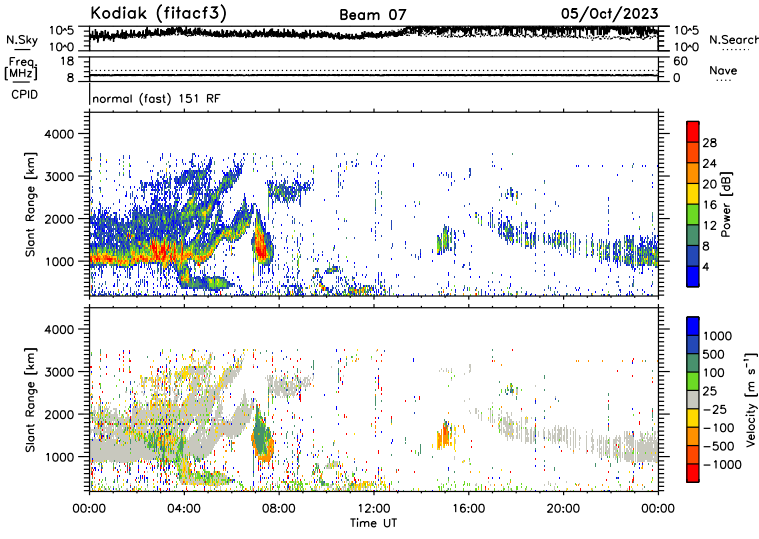 Kodiak (fitacf3) Beam 07 05/Oct/2023
N.Sky 10^5 10^0 10^5 10^0 N.Search
Freq. [MHz] 18 8 60 0 Nave
CPID normal (fast) 151 RF
Slant Range [km] 4000 3000 2000 1000
28 24 20 16 12 8 4 Power [dB]
Slant Range [km] 4000 3000 2000 1000
1000 500 100 25 -25 -100 -500 -1000 Velocity [m s⁻¹]
00:00 04:00 08:00 12:00 16:00 20:00 00:00
Time UT